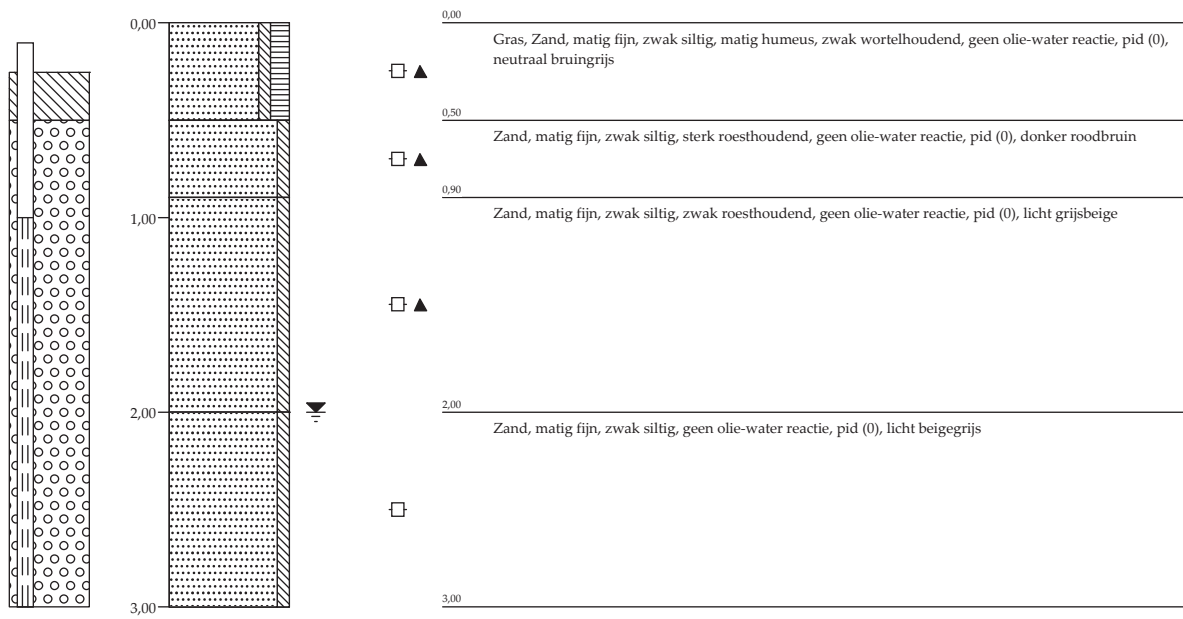 0,00
0,00
Gras, Zand, matig fijn, zwak siltig, matig humeus, zwak wortelhoudend, geen olie-water reactie, pid (0),
neutraal bruingrijs
0,50
Zand, matig fijn, zwak siltig, sterk roesthoudend, geen olie-water reactie, pid (0), donker roodbruin
0,90
1,00
Zand, matig fijn, zwak siltig, zwak roesthoudend, geen olie-water reactie, pid (0), licht grijsbeige
2,00
2,00
Zand, matig fijn, zwak siltig, geen olie-water reactie, pid (0), licht beigegrijs
3,00
3,00